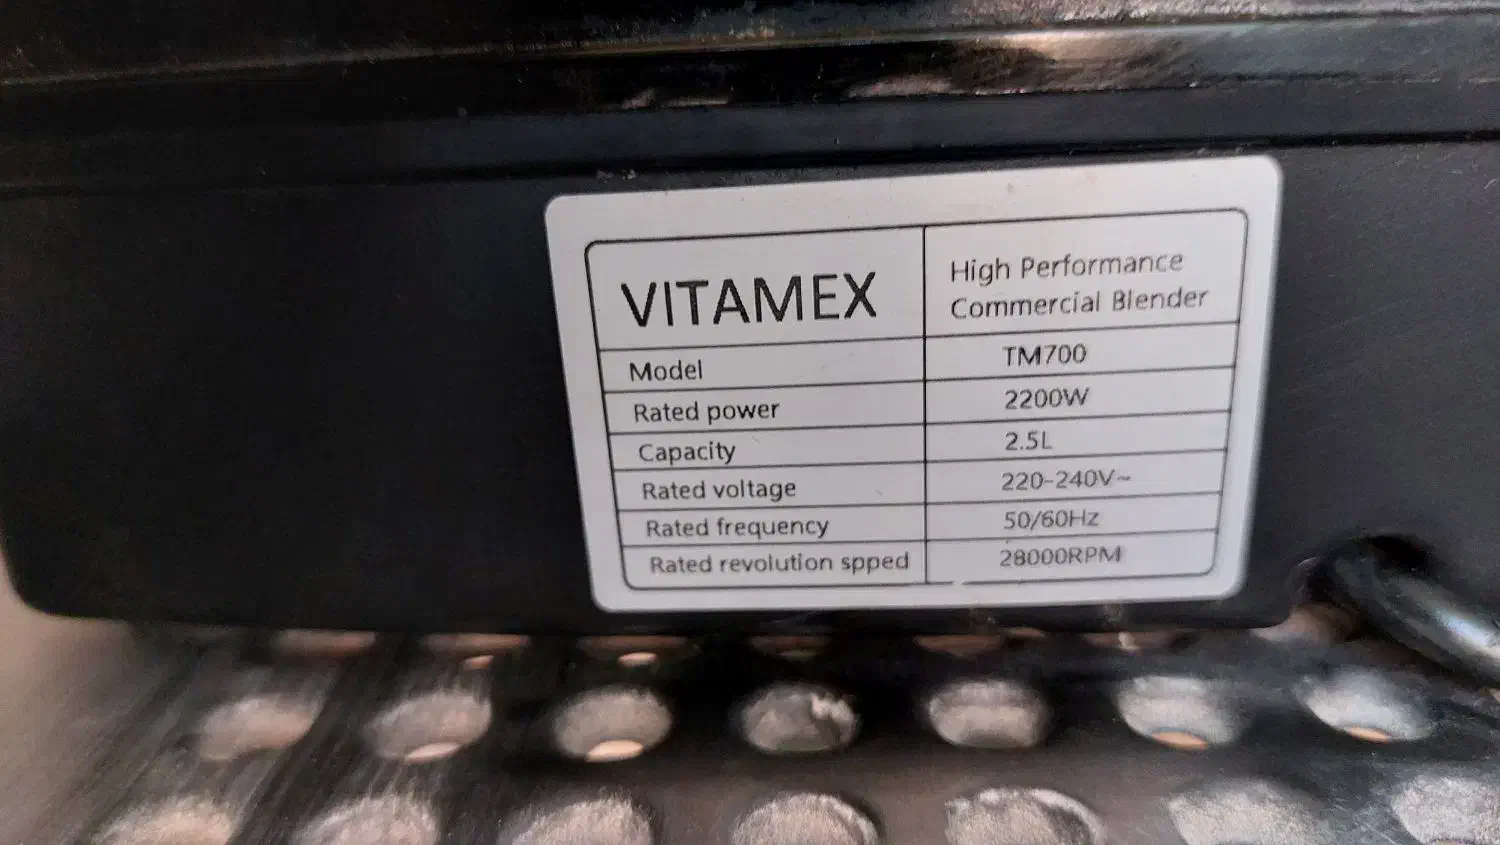 VITAMEX
High Performance
Commercial Blender
Model TM700
Rated power 2200W
Capacity 2.5L
Rated voltage 220-240V~
Rated frequency 50/60Hz
Rated revolution spped 28000RPM